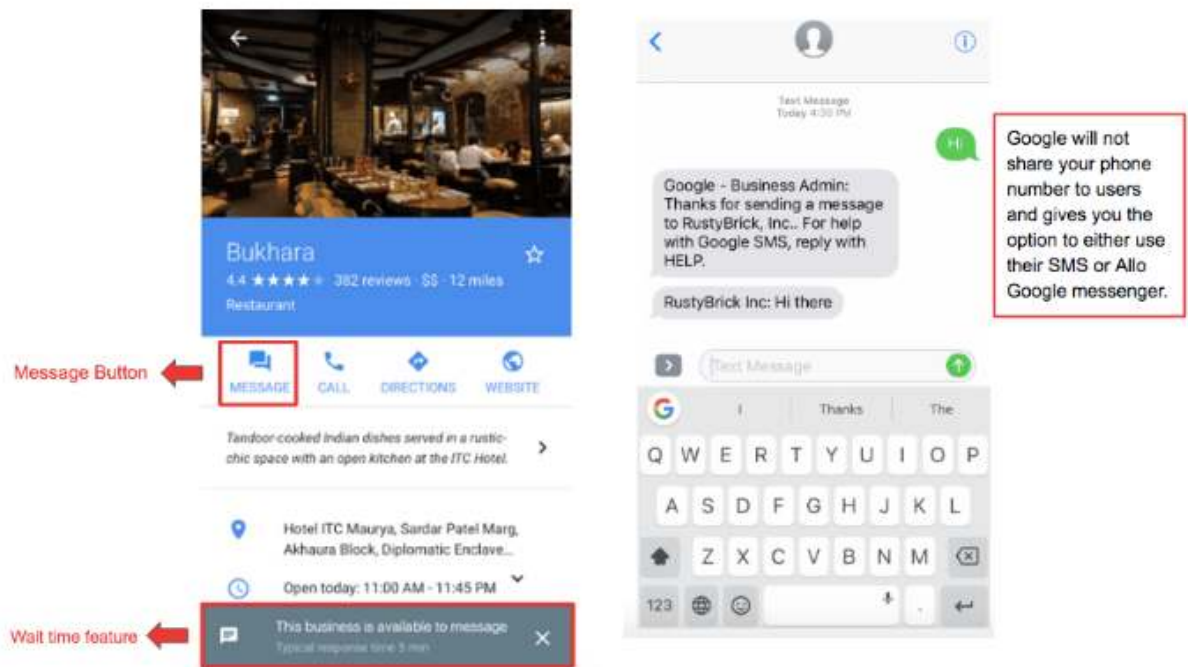 Message Button
Wait time feature
Bukhara
4.4 ★★★★★ 382 reviews · $$ · 12 miles
Restaurant
MESSAGE
CALL
DIRECTIONS
WEBSITE
Tandoor-cooked Indian dishes served in a rustic-
chic space with an open kitchen at the ITC Hotel.
Hotel ITC Maurya, Sardar Patel Marg,
Akhaura Block, Diplomatic Enclave...
Open today: 11:00 AM - 11:45 PM
This business is available to message
Typical response time 5 min
Text Message
Today 4:30 PM
Hi
Google - Business Admin:
Thanks for sending a message
to RustyBrick, Inc.. For help
with Google SMS, reply with
HELP.
RustyBrick Inc: Hi there
Text Message
G
I
Thanks
The
Q W E R T Y U I O P
A S D F G H J K L
Z X C V B N M
123
.
Google will not
share your phone
number to users
and gives you the
option to either use
their SMS or Allo
Google messenger.